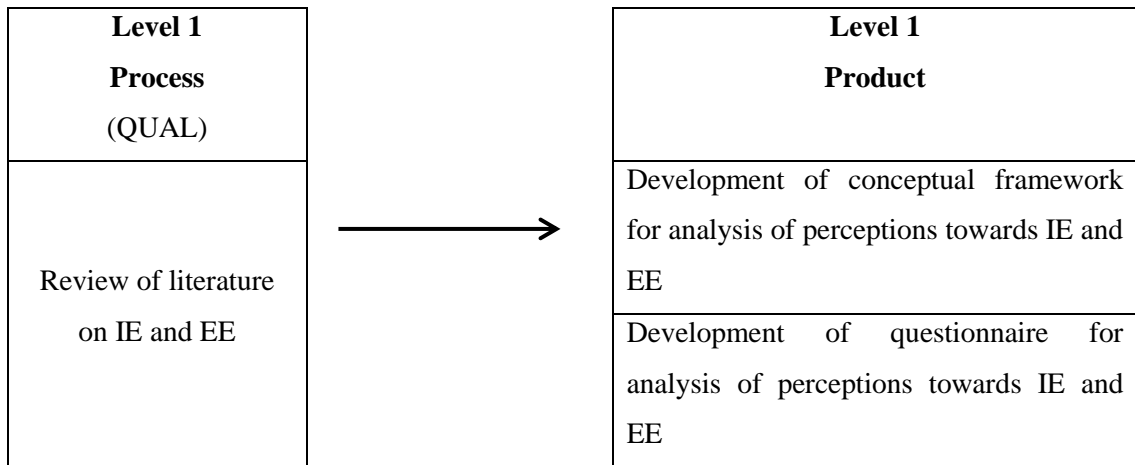 Level 1
Process
(QUAL)
Review of literature
on IE and EE
Level 1
Product
Development of conceptual framework
for analysis of perceptions towards IE and
EE
Development of questionnaire for
analysis of perceptions towards IE and
EE